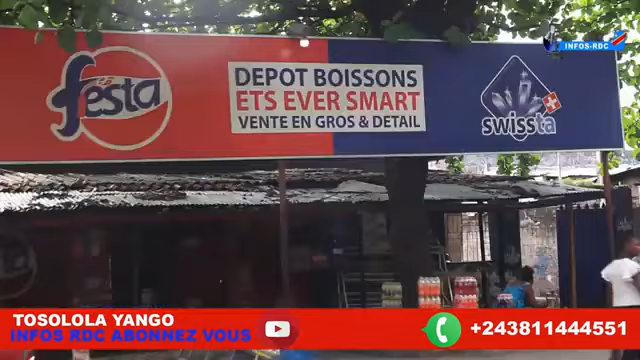 INFOS-RDC
festa
DEPOT BOISSONS
ETS EVER SMART
VENTE EN GROS & DETAIL
swissta
TOSOLOLA YANGO
INFOS RDC ABONNEZ VOUS
+243811444551